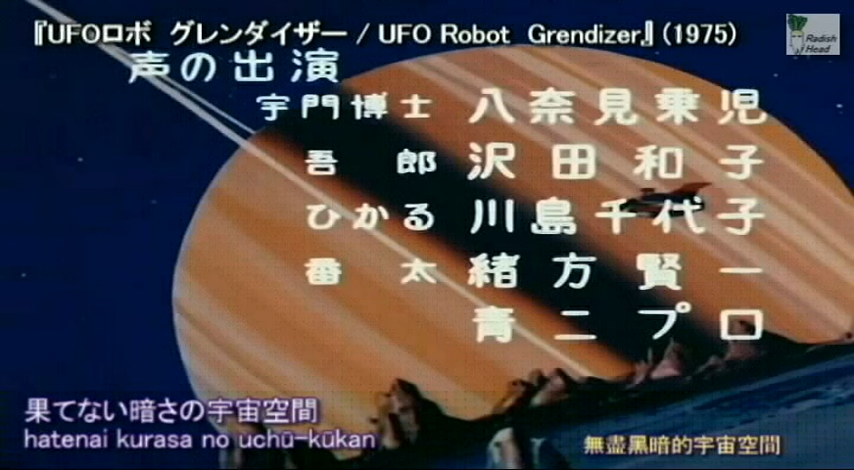 『UFOロボ グレンダイザー / UFO Robot Grendizer』(1975)
Radish Head
声の出演
宇門博士 八奈見乗児
吾郎 沢田和子
ひかる 川島千代子
番太 緒方賢一
青二プロ
果てない暗さの宇宙空間
hatenai kurasa no uchū-kūkan
無盡黑暗的宇宙空間